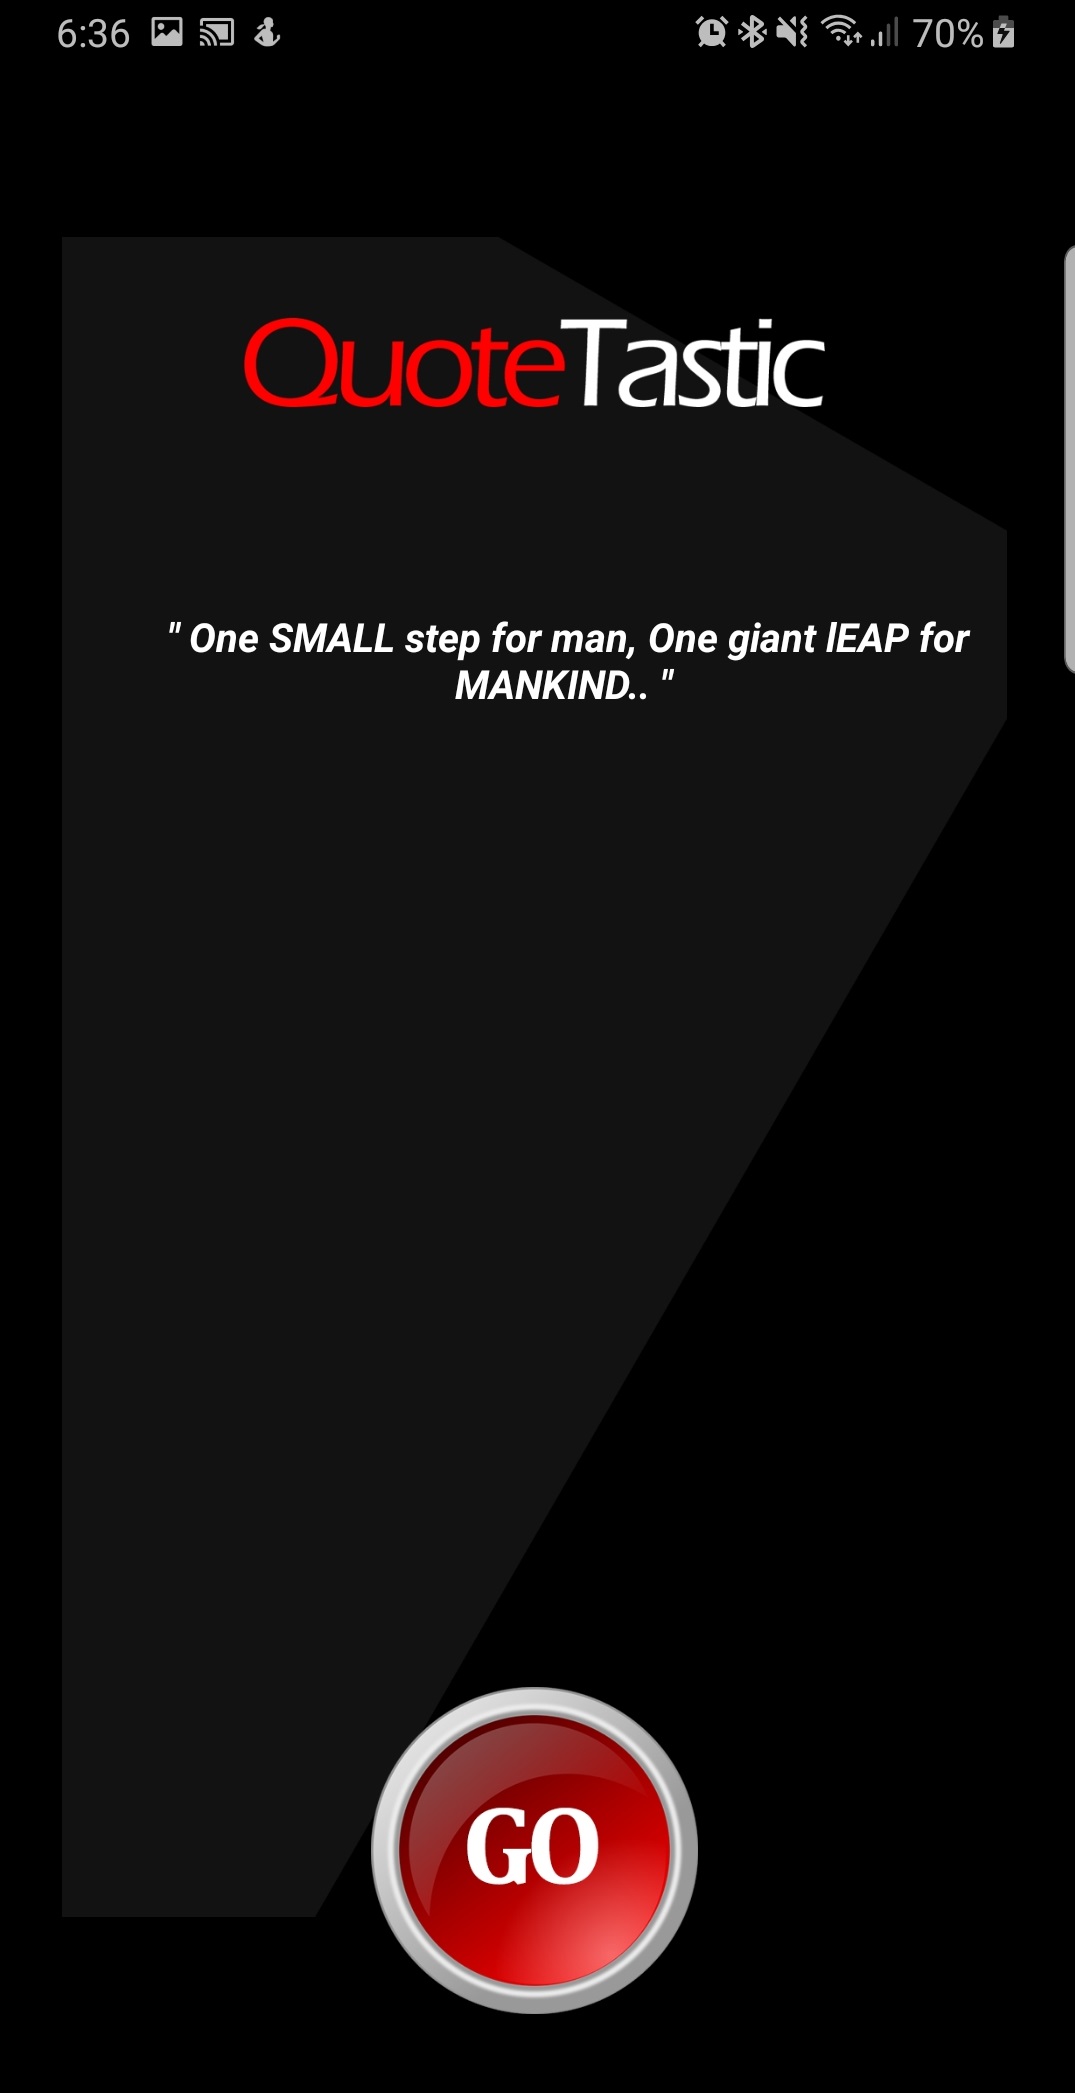 6:36 70%
QuoteTastic
" One SMALL step for man, One giant lEAP for
MANKIND.. "
GO